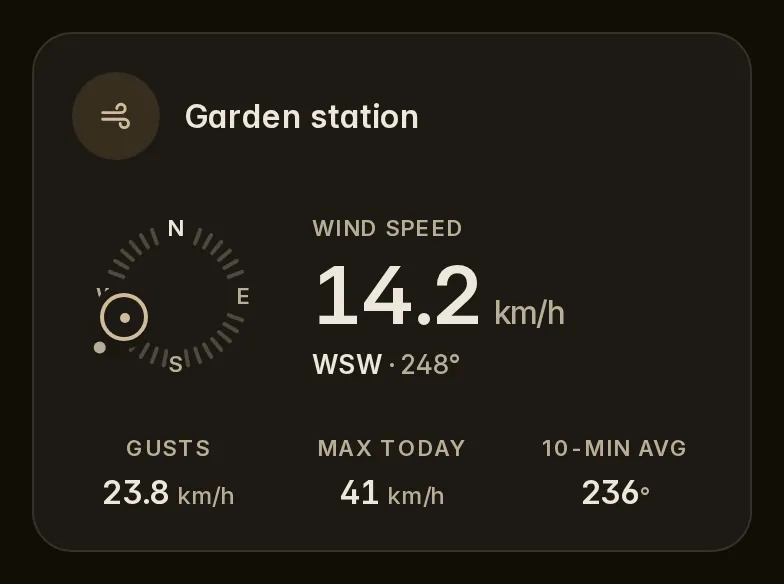 Garden station
N
E
S
WIND SPEED
14.2 km/h
WSW · 248°
GUSTS
23.8 km/h
MAX TODAY
41 km/h
10-MIN AVG
236°